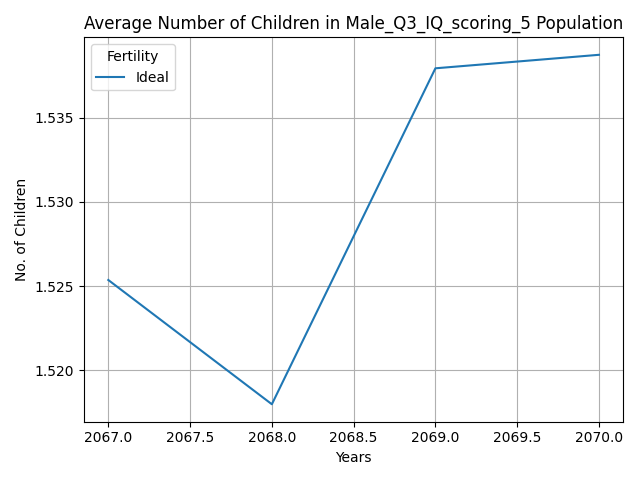 Average Number of Children in Male_Q3_IQ_scoring_5 Population
Fertility
Ideal
No. of Children
1.535
1.530
1.525
1.520
2067.0 2067.5 2068.0 2068.5 2069.0 2069.5 2070.0
Years